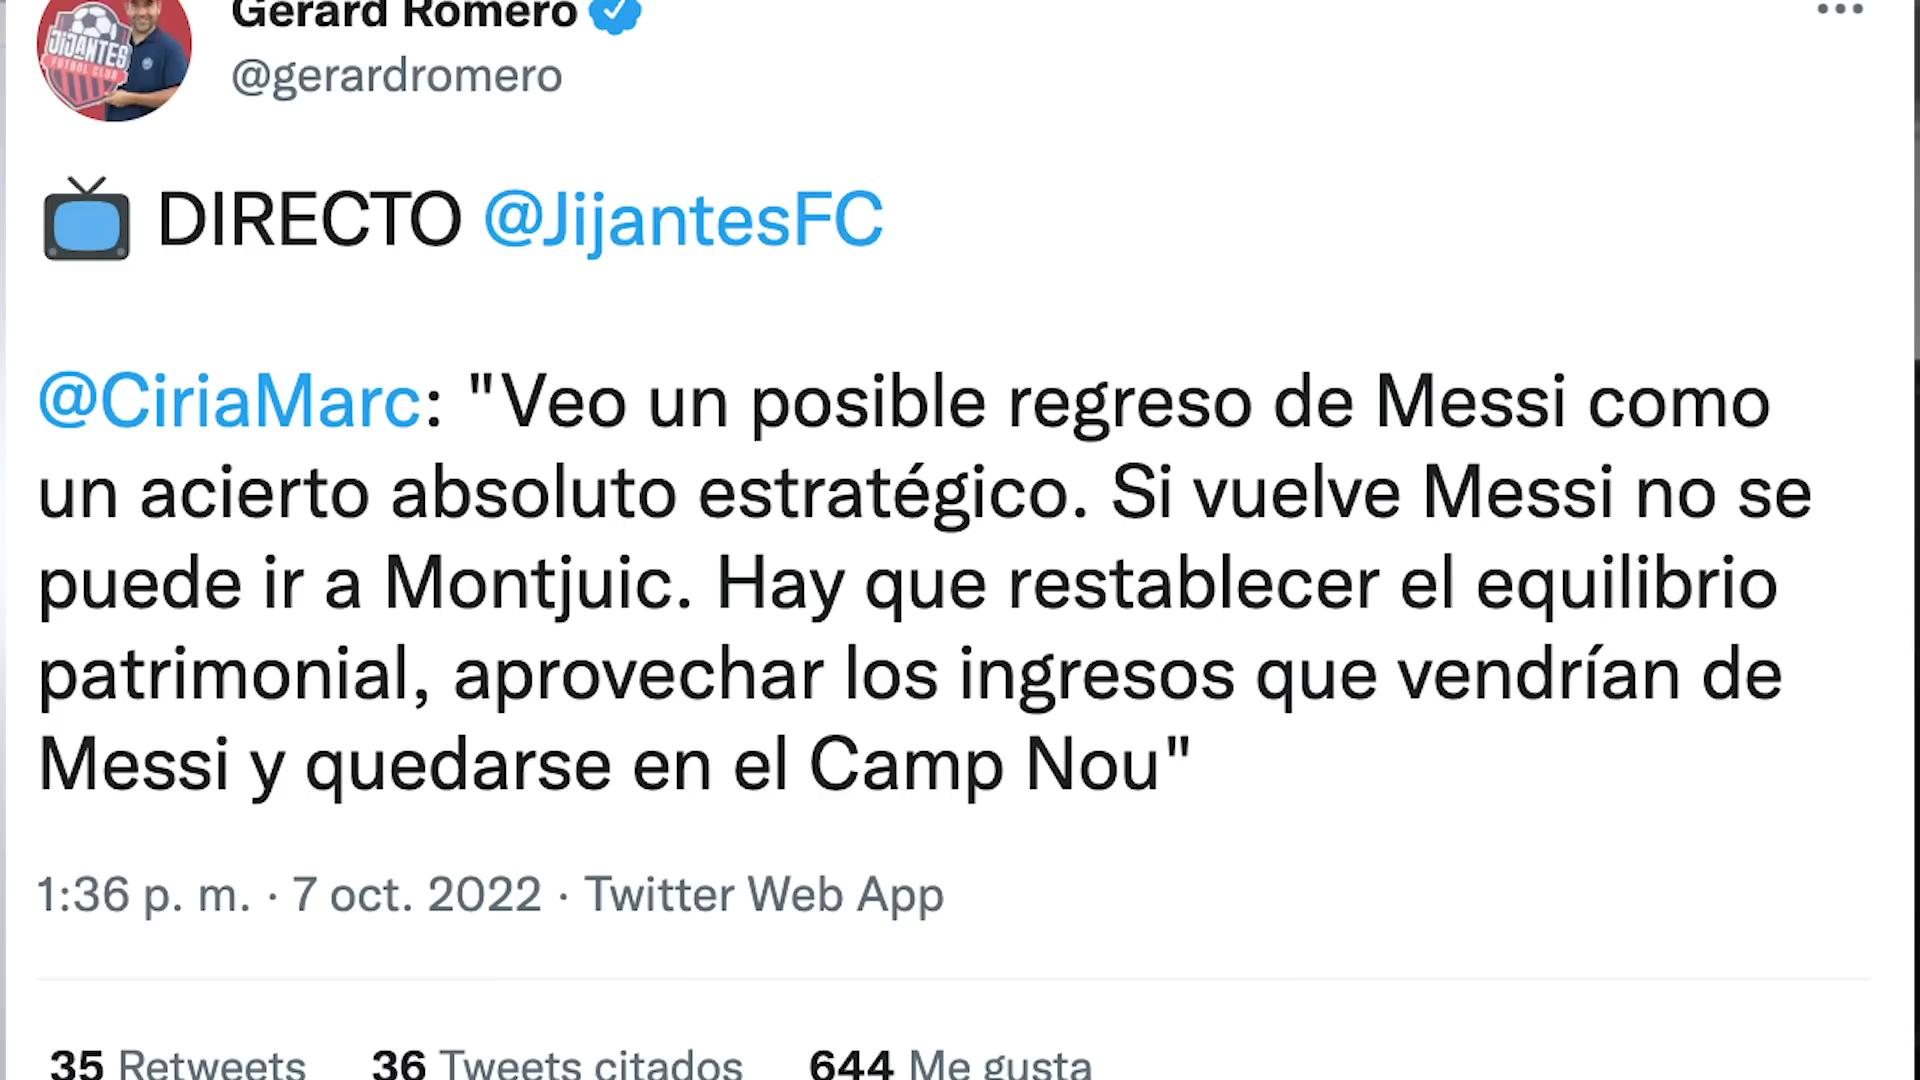 Gerard Romero
@gerardromero
JIJANTES
FUTBOL CLUB
DIRECTO @JijantesFC
@CiriaMarc: "Veo un posible regreso de Messi como
un acierto absoluto estratégico. Si vuelve Messi no se
puede ir a Montjuic. Hay que restablecer el equilibrio
patrimonial, aprovechar los ingresos que vendrían de
Messi y quedarse en el Camp Nou"
1:36 p. m. · 7 oct. 2022 · Twitter Web App
35 Retweets 36 Tweets citados 644 Me gusta